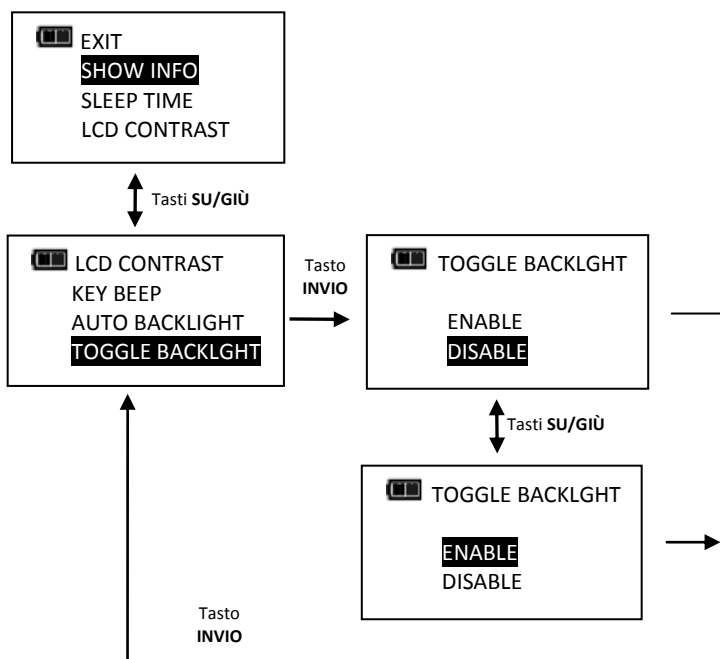 EXIT
SHOW INFO
SLEEP TIME
LCD CONTRAST
Tasti SU/GIÙ
LCD CONTRAST
KEY BEEP
AUTO BACKLIGHT
TOGGLE BACKLGHT
Tasto
INVIO
TOGGLE BACKLGHT
ENABLE
DISABLE
Tasti SU/GIÙ
TOGGLE BACKLGHT
ENABLE
DISABLE
Tasto
INVIO